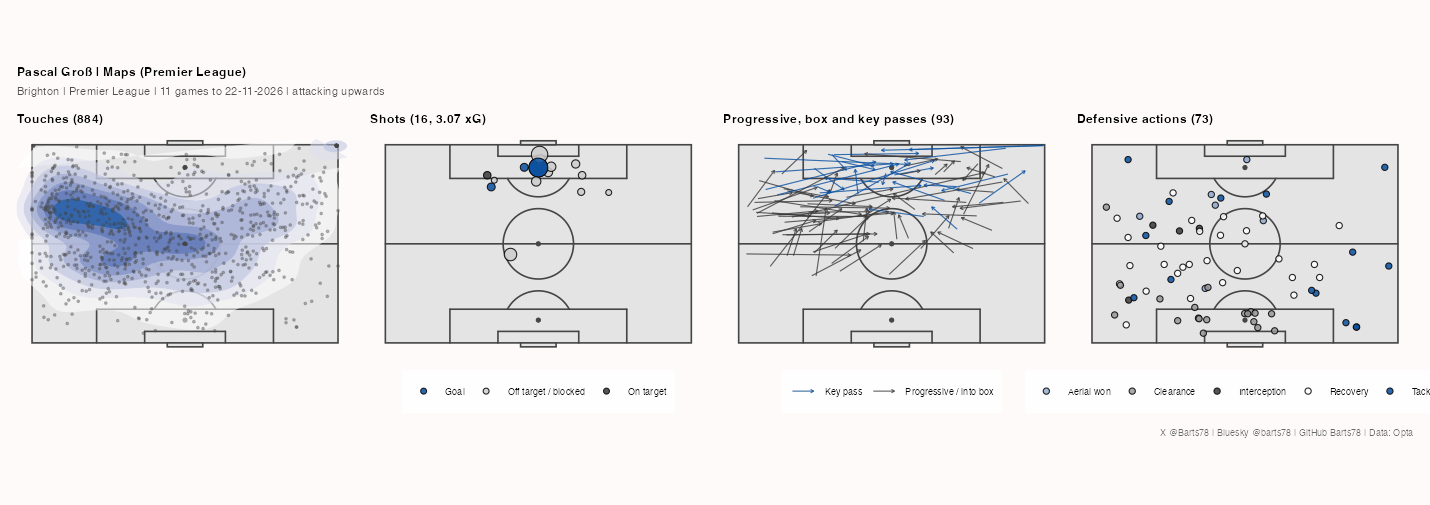 Pascal Groß | Maps (Premier League)
Brighton | Premier League | 11 games to 22-11-2026 | attacking upwards
Touches (884)
Shots (16, 3.07 xG)
Progressive, box and key passes (93)
Defensive actions (73)
Goal
Off target / blocked
On target
Key pass
Progressive / into box
Aerial won
Clearance
Interception
Recovery
Tack
X @Barts78 | Bluesky @barts78 | GitHub Barts78 | Data: Opta